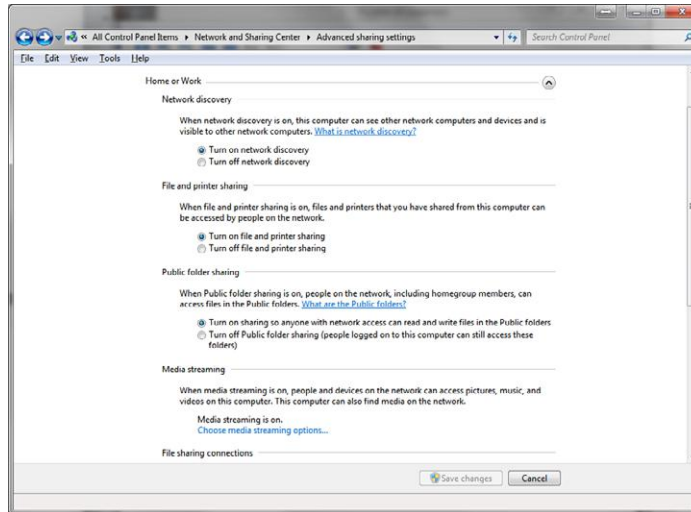 « All Control Panel Items ▸ Network and Sharing Center ▸ Advanced sharing settings
Search Control Panel
File Edit View Tools Help
Home or Work
Network discovery
When network discovery is on, this computer can see other network computers and devices and is
visible to other network computers. What is network discovery?
Turn on network discovery
Turn off network discovery
File and printer sharing
When file and printer sharing is on, files and printers that you have shared from this computer can
be accessed by people on the network.
Turn on file and printer sharing
Turn off file and printer sharing
Public folder sharing
When Public folder sharing is on, people on the network, including homegroup members, can
access files in the Public folders. What are the Public folders?
Turn on sharing so anyone with network access can read and write files in the Public folders
Turn off Public folder sharing (people logged on to this computer can still access these
folders)
Media streaming
When media streaming is on, people and devices on the network can access pictures, music, and
videos on this computer. This computer can also find media on the network.
Media streaming is on.
Choose media streaming options...
File sharing connections
Save changes
Cancel